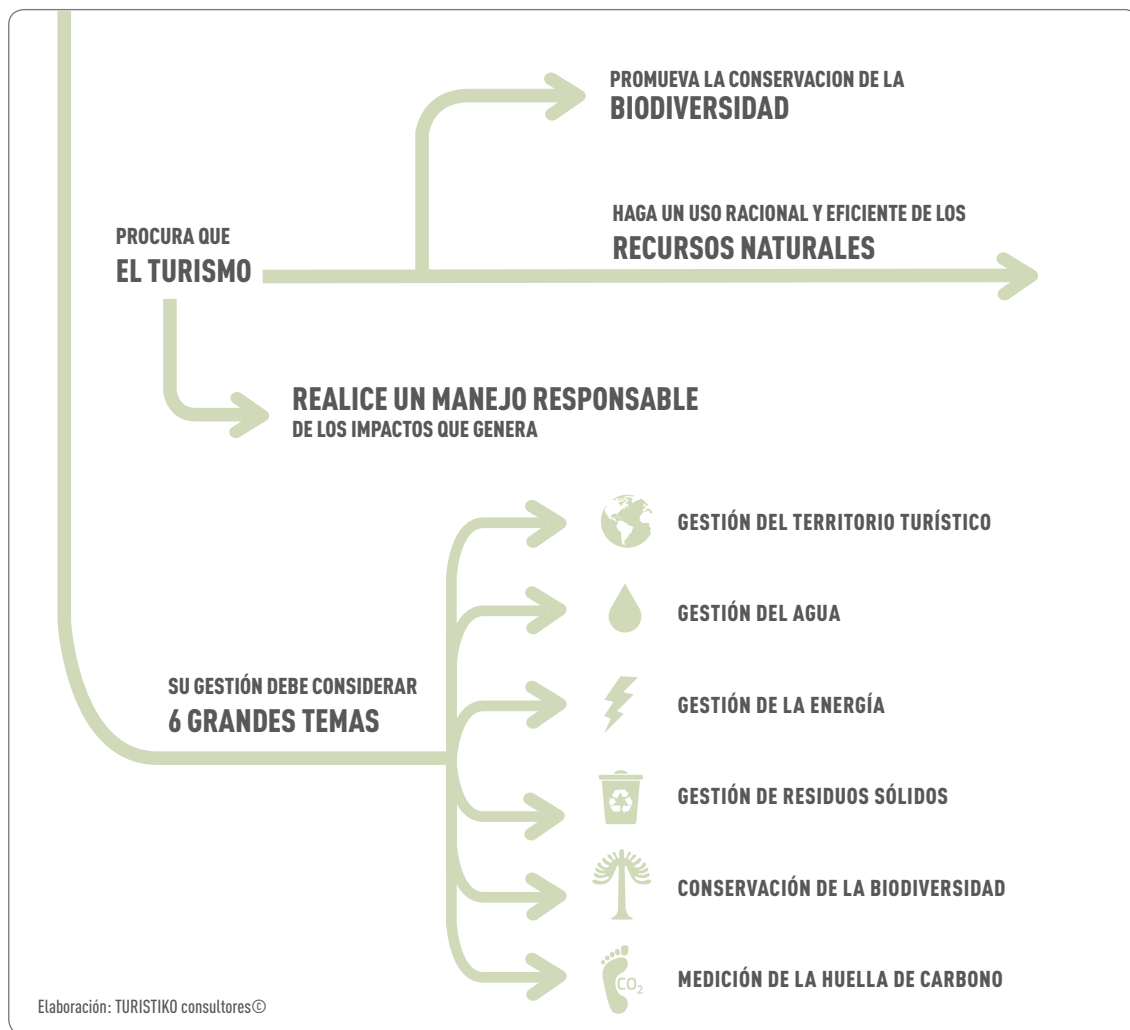 PROMUEVA LA CONSERVACION DE LA
BIODIVERSIDAD
HAGA UN USO RACIONAL Y EFICIENTE DE LOS
RECURSOS NATURALES
PROCURA QUE
EL TURISMO
REALICE UN MANEJO RESPONSABLE
DE LOS IMPACTOS QUE GENERA
SU GESTIÓN DEBE CONSIDERAR
6 GRANDES TEMAS
GESTIÓN DEL TERRITORIO TURÍSTICO
GESTIÓN DEL AGUA
GESTIÓN DE LA ENERGÍA
GESTIÓN DE RESIDUOS SÓLIDOS
CONSERVACIÓN DE LA BIODIVERSIDAD
CO₂
MEDICIÓN DE LA HUELLA DE CARBONO
Elaboración: TURISTIKO consultores©